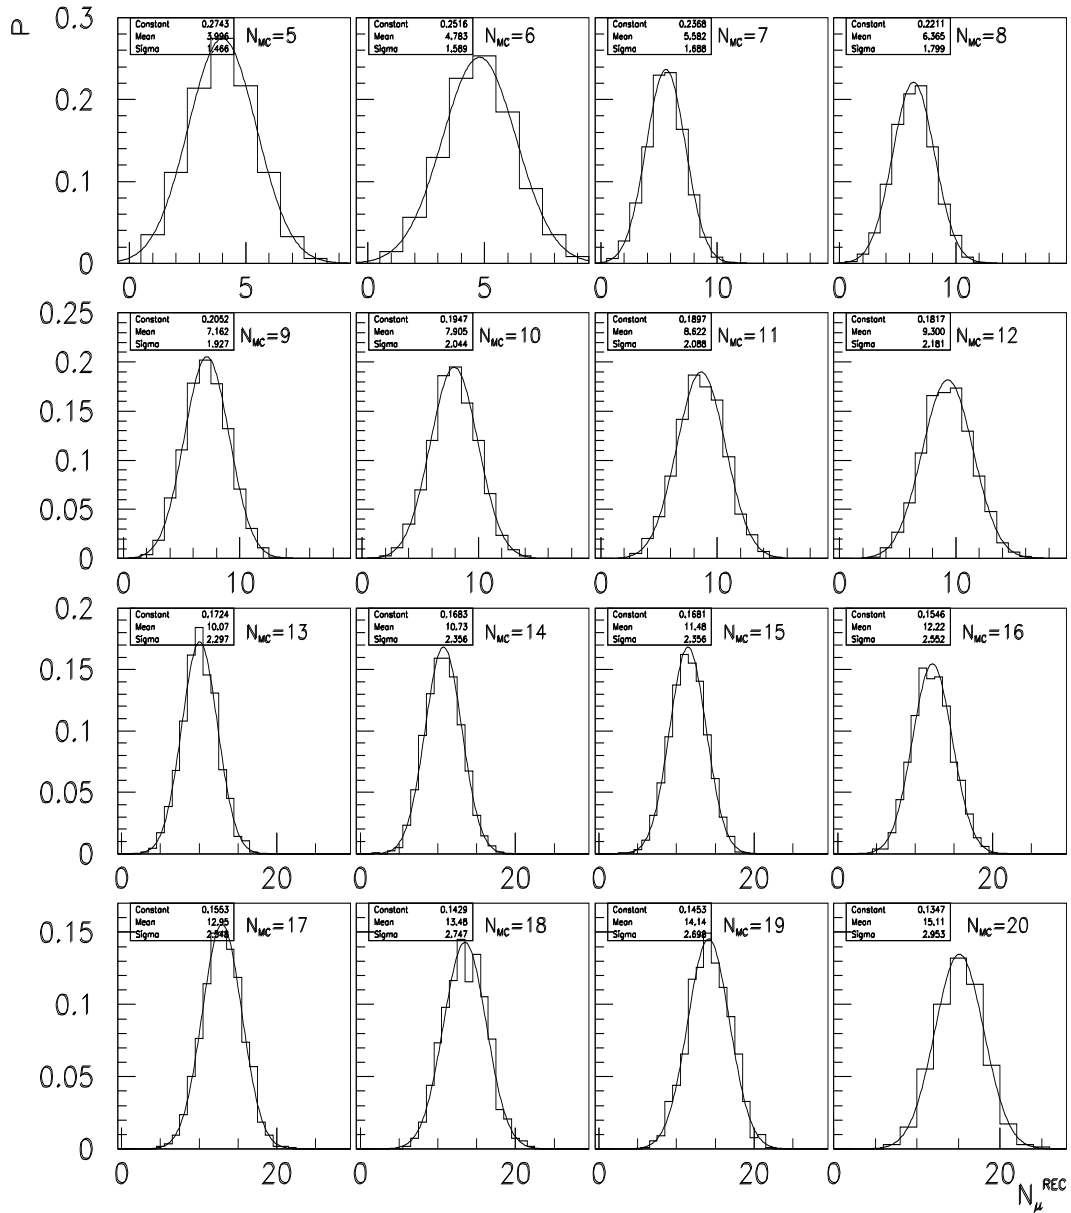 P
0.3
0.2
0.1
0
Constant 0.2743
Mean 3.996
Sigma 1.466
N_MC=5
0 5
Constant 0.2516
Mean 4.783
Sigma 1.589
N_MC=6
0 5
Constant 0.2368
Mean 5.582
Sigma 1.688
N_MC=7
0 10
Constant 0.2211
Mean 6.365
Sigma 1.799
N_MC=8
0 10
0.25
0.2
0.15
0.1
0.05
0
Constant 0.2052
Mean 7.162
Sigma 1.927
N_MC=9
0 10
Constant 0.1947
Mean 7.905
Sigma 2.044
N_MC=10
0 10
Constant 0.1897
Mean 8.622
Sigma 2.088
N_MC=11
0 10
Constant 0.1817
Mean 9.300
Sigma 2.181
N_MC=12
0 10
0.2
0.15
0.1
0.05
0
Constant 0.1724
Mean 10.07
Sigma 2.297
N_MC=13
0 20
Constant 0.1683
Mean 10.73
Sigma 2.356
N_MC=14
0 20
Constant 0.1681
Mean 11.48
Sigma 2.356
N_MC=15
0 20
Constant 0.1546
Mean 12.22
Sigma 2.552
N_MC=16
0 20
0.15
0.1
0.05
0
Constant 0.1553
Mean 12.95
Sigma
N_MC=17
0 20
Constant 0.1429
Mean 13.48
Sigma 2.747
N_MC=18
0 20
Constant 0.1453
Mean 14.14
Sigma 2.698
N_MC=19
0 20
Constant 0.1347
Mean 15.11
Sigma 2.953
N_MC=20
0 20
N_μ^REC